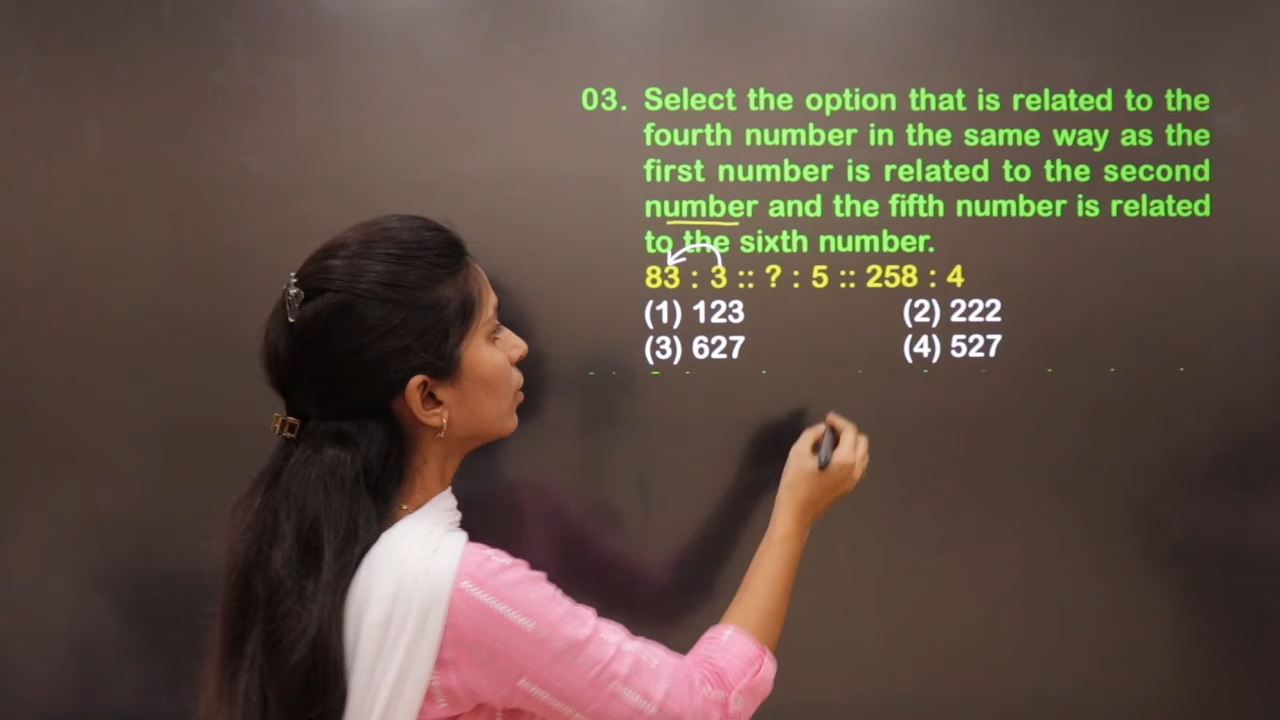 03. Select the option that is related to the
fourth number in the same way as the
first number is related to the second
number and the fifth number is related
to the sixth number.
83 : 3 :: ? : 5 :: 258 : 4
(1) 123 (2) 222
(3) 627 (4) 527